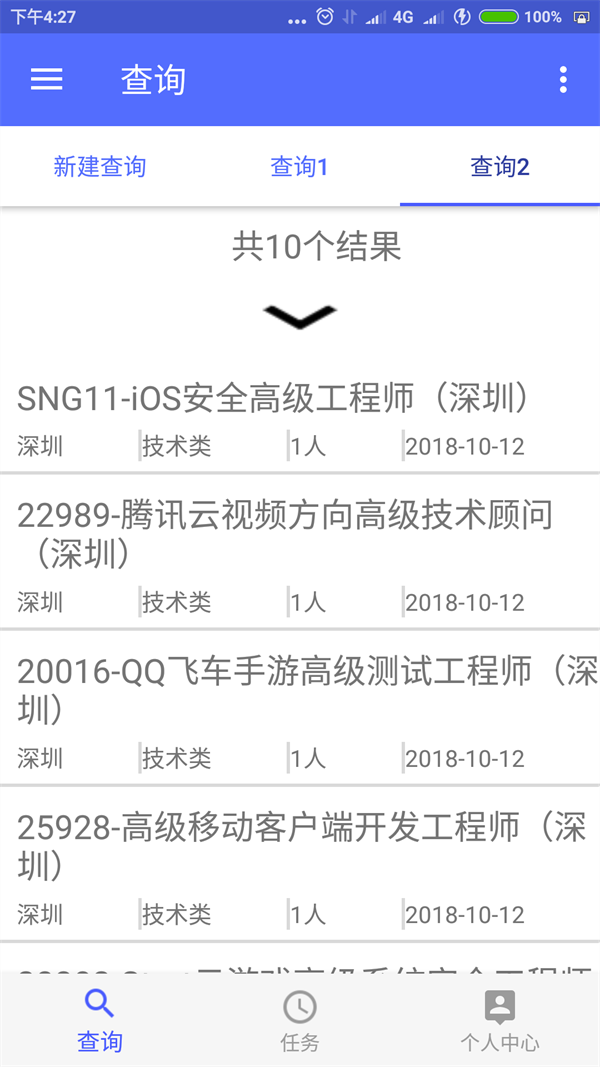 下午4:27
... 4G 100%
查询
新建查询 查询1 查询2
共10个结果
SNG11-iOS安全高级工程师（深圳）
深圳 技术类 1人 2018-10-12
22989-腾讯云视频方向高级技术顾问
（深圳）
深圳 技术类 1人 2018-10-12
20016-QQ飞车手游高级测试工程师（深
圳）
深圳 技术类 1人 2018-10-12
25928-高级移动客户端开发工程师（深
圳）
深圳 技术类 1人 2018-10-12
查询 任务 个人中心